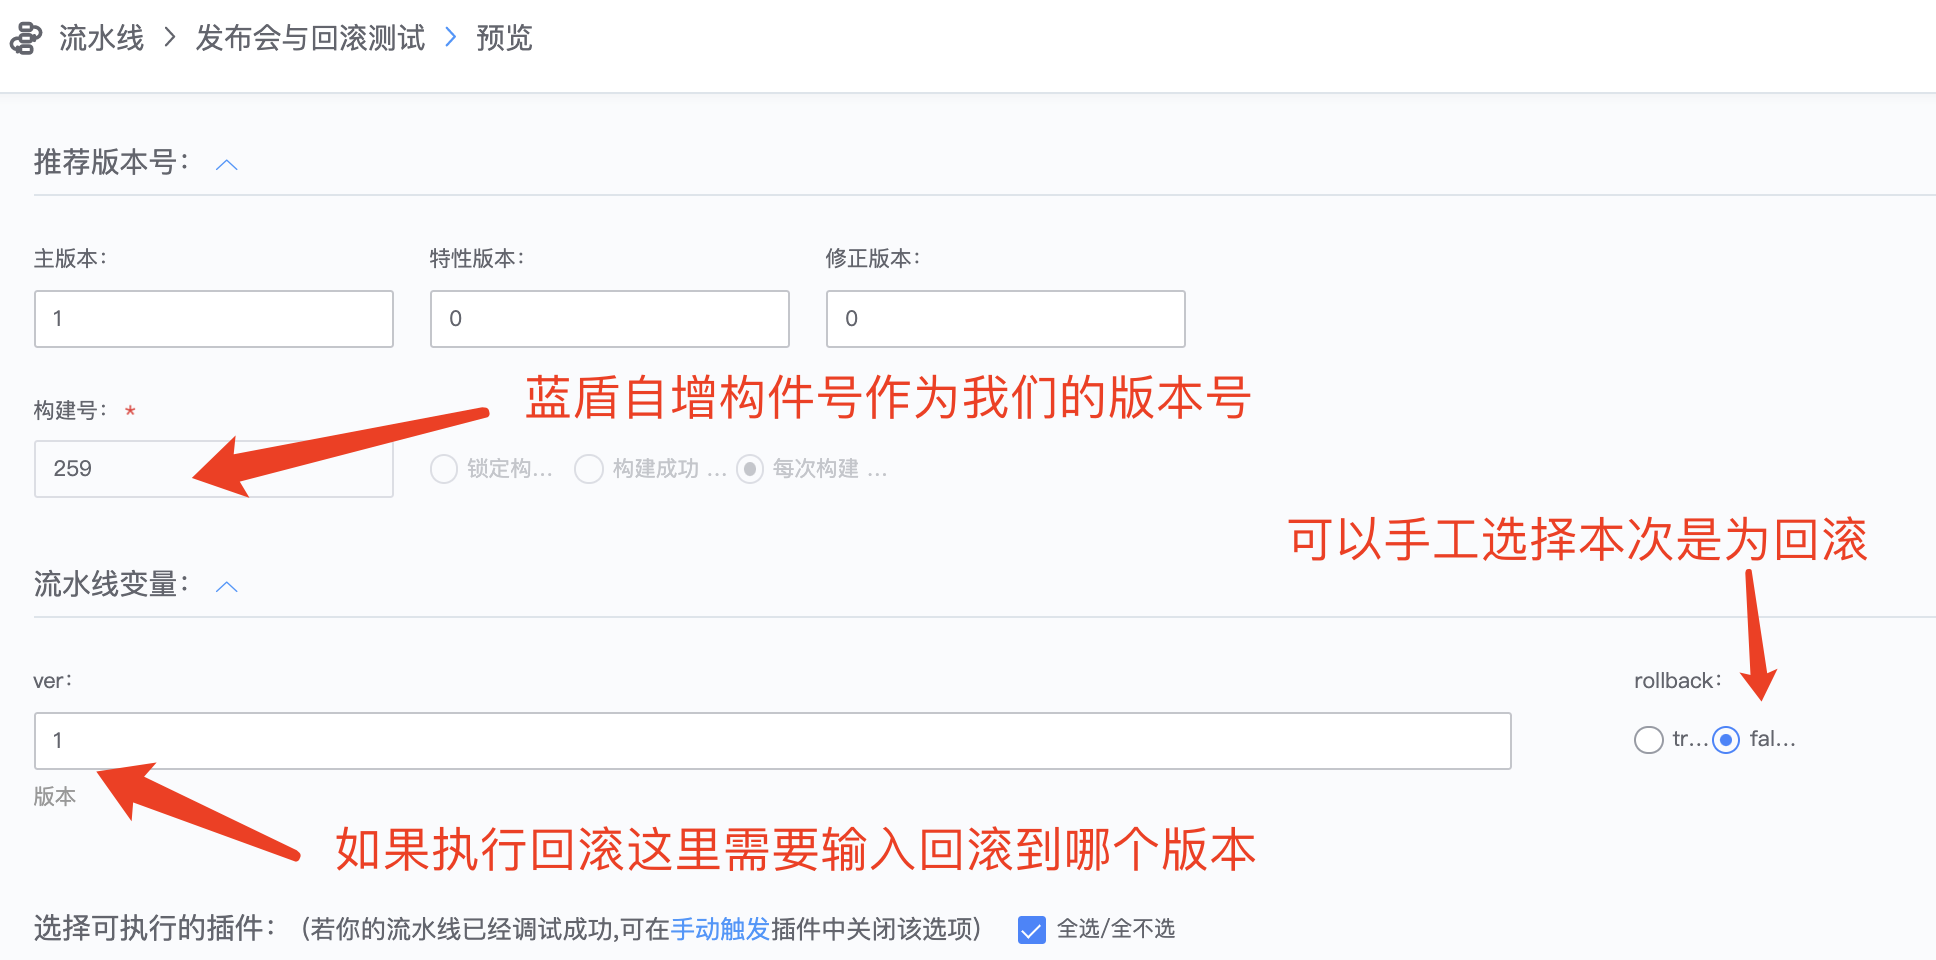 流水线 > 发布会与回滚测试 > 预览
推荐版本号：
主版本： 特性版本： 修正版本：
1 0 0
蓝盾自增构件号作为我们的版本号
构建号： *
259 锁定构... 构建成功 ... 每次构建 ...
可以手工选择本次是为回滚
流水线变量：
ver： rollback：
1 tr... fal...
版本
如果执行回滚这里需要输入回滚到哪个版本
选择可执行的插件：（若你的流水线已经调试成功,可在手动触发插件中关闭该选项） 全选/全不选